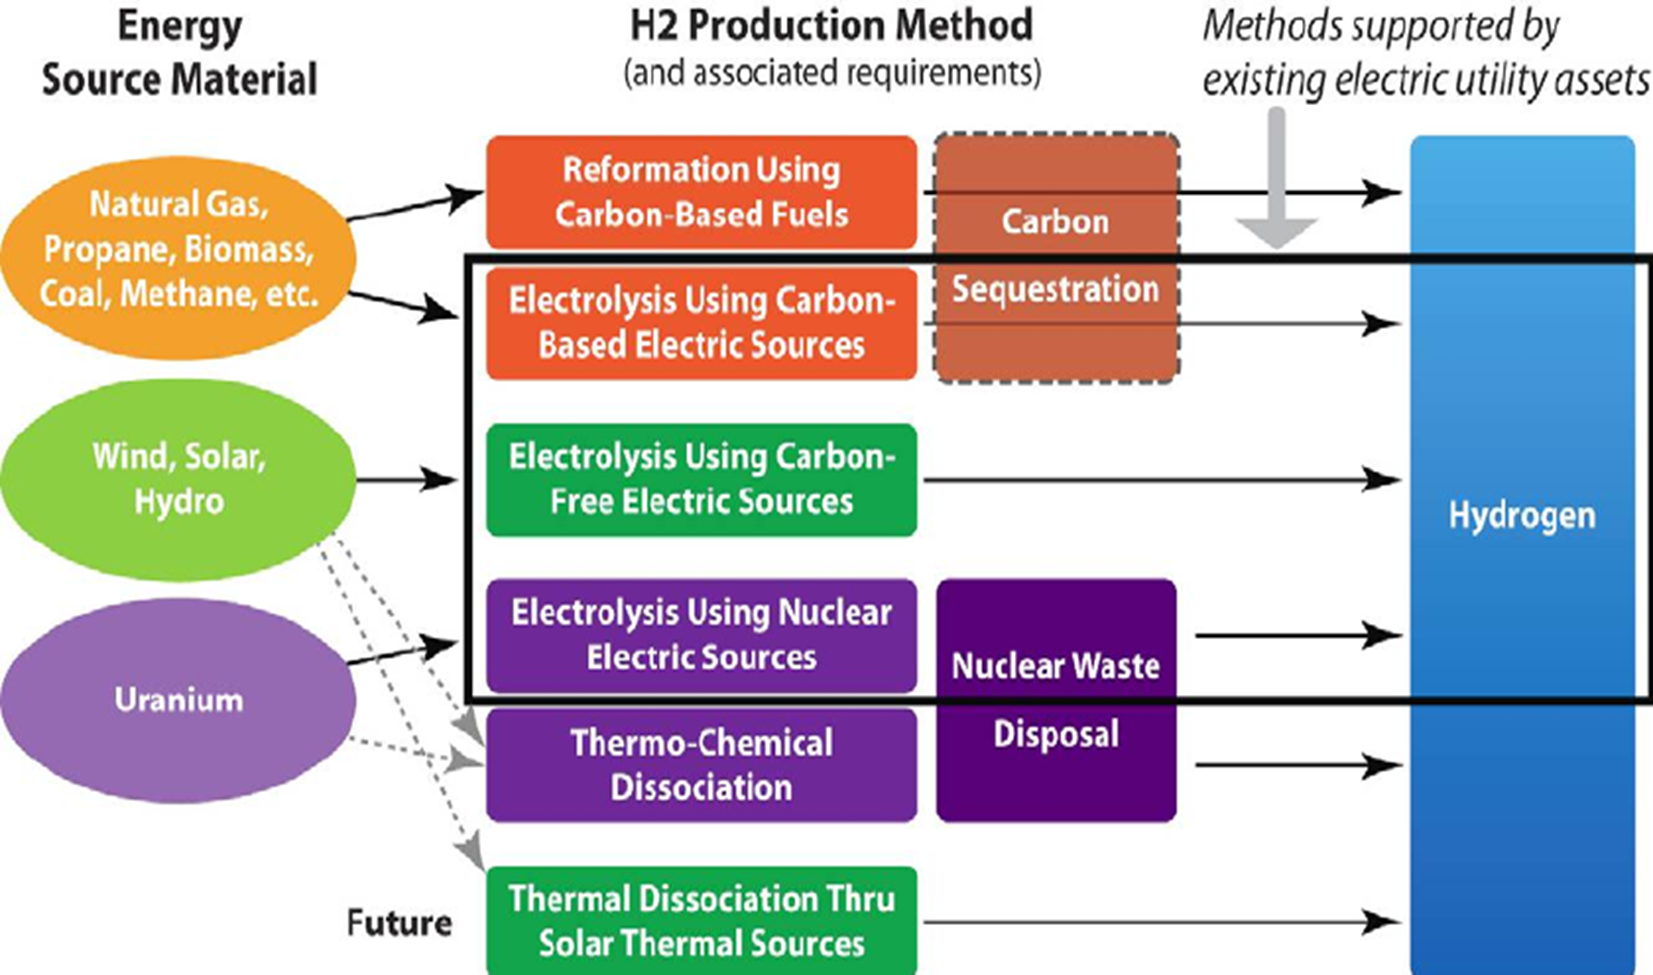 Energy
Source Material
H2 Production Method
(and associated requirements)
Methods supported by
existing electric utility assets
Natural Gas,
Propane, Biomass,
Coal, Methane, etc.
Reformation Using
Carbon-Based Fuels
Carbon
Sequestration
Electrolysis Using Carbon-
Based Electric Sources
Wind, Solar,
Hydro
Electrolysis Using Carbon-
Free Electric Sources
Hydrogen
Uranium
Electrolysis Using Nuclear
Electric Sources
Nuclear Waste
Disposal
Thermo-Chemical
Dissociation
Future
Thermal Dissociation Thru
Solar Thermal Sources